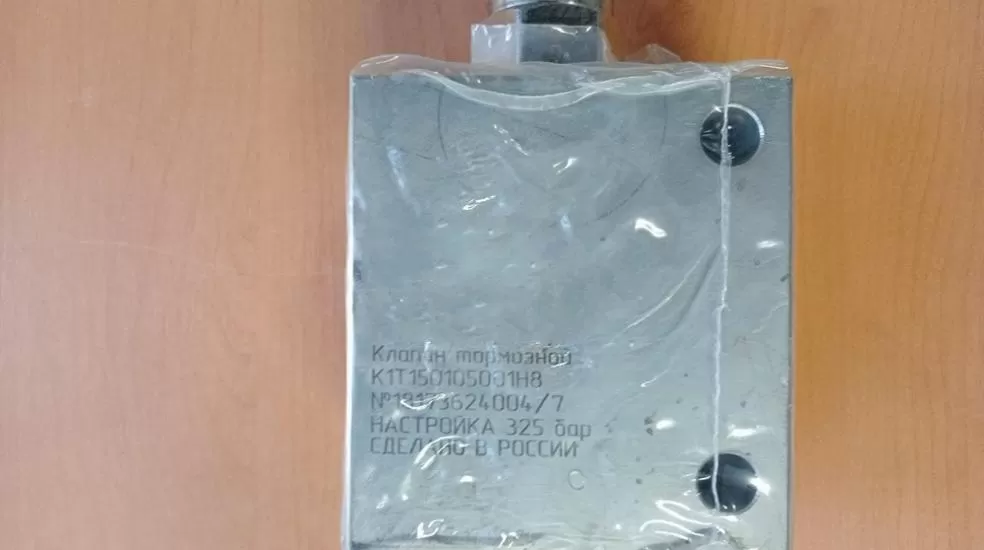 Клапан тормозной
К1Т150105001Н8
НАСТРОЙКА 325 бар
СДЕЛАНО В РОССИИ
С